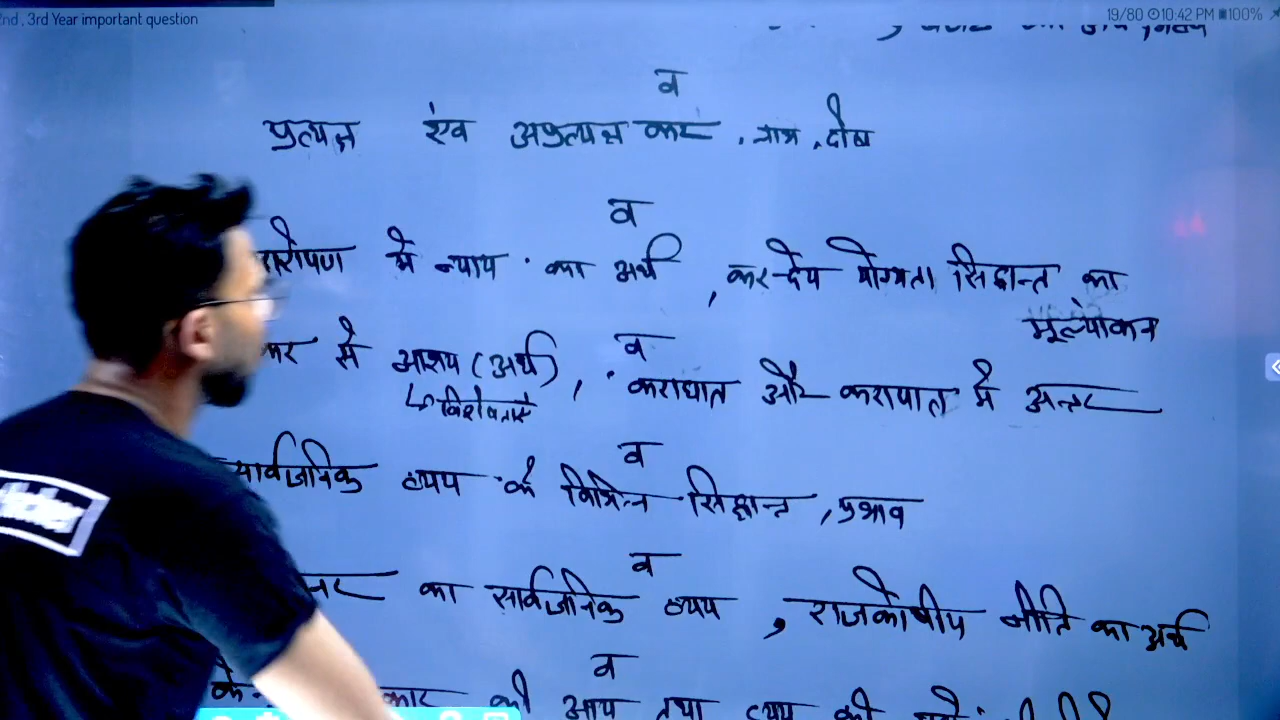 2nd , 3rd Year important question
19/80 10:42 PM 100%
व
प्रत्यक्ष एंव अप्रत्यक्ष कर , लाभ , दोष
व
रोपण मे न्याय का अर्थ , कर देय योग्यता सिद्धान्त का
मूल्यांकन
व
कर से आशय (अर्थ) , कराघात और करापात मे अन्तर
↳ विशेषताएं
व
सार्वजनिक व्यय के विभिन्न सिद्धान्त , प्रभाव
व
का सार्वजनिक व्यय , राजकोषीय नीति का अर्थ
व
के की आय तथा व्यय की